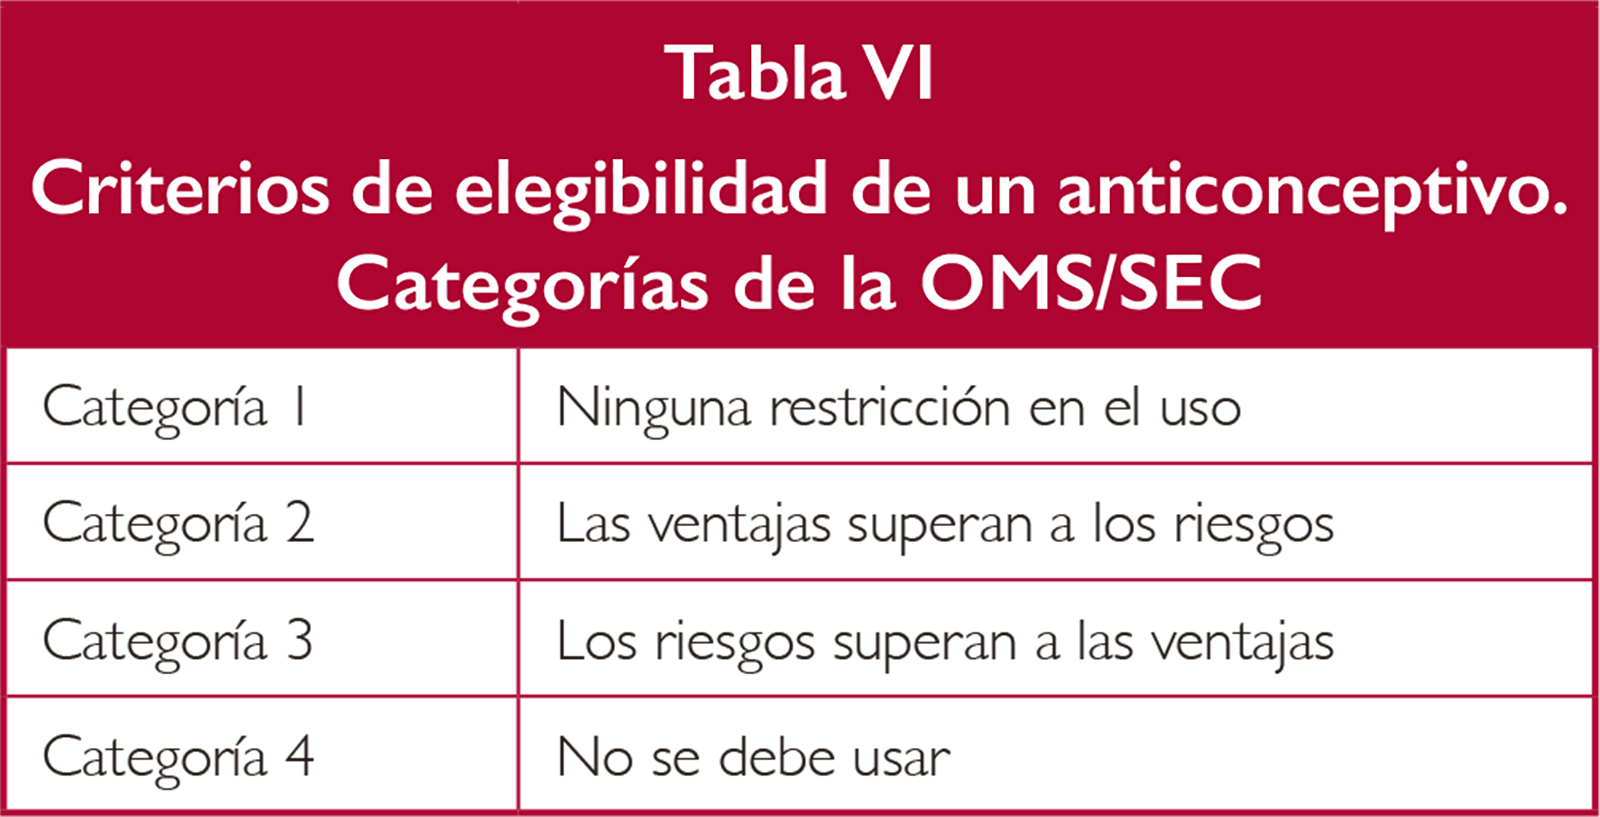 Tabla VI
Criterios de elegibilidad de un anticonceptivo.
Categorías de la OMS/SEC
Categoría 1 Ninguna restricción en el uso
Categoría 2 Las ventajas superan a los riesgos
Categoría 3 Los riesgos superan a las ventajas
Categoría 4 No se debe usar